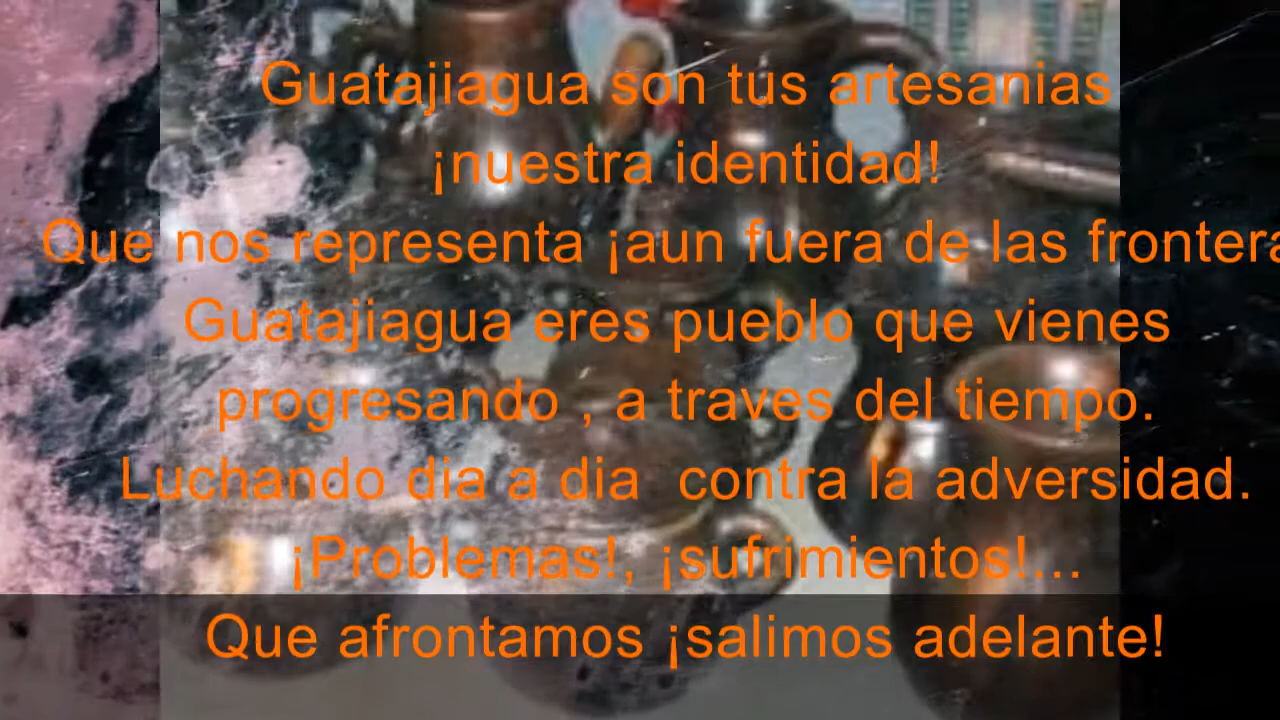 Guatajiagua son tus artesanias
¡nuestra identidad!
Que nos representa ¡aun fuera de las frontera
Guatajiagua eres pueblo que vienes
progresando , a traves del tiempo.
Luchando dia a dia  contra la adversidad.
¡Problemas!, ¡sufrimientos!...
Que afrontamos ¡salimos adelante!